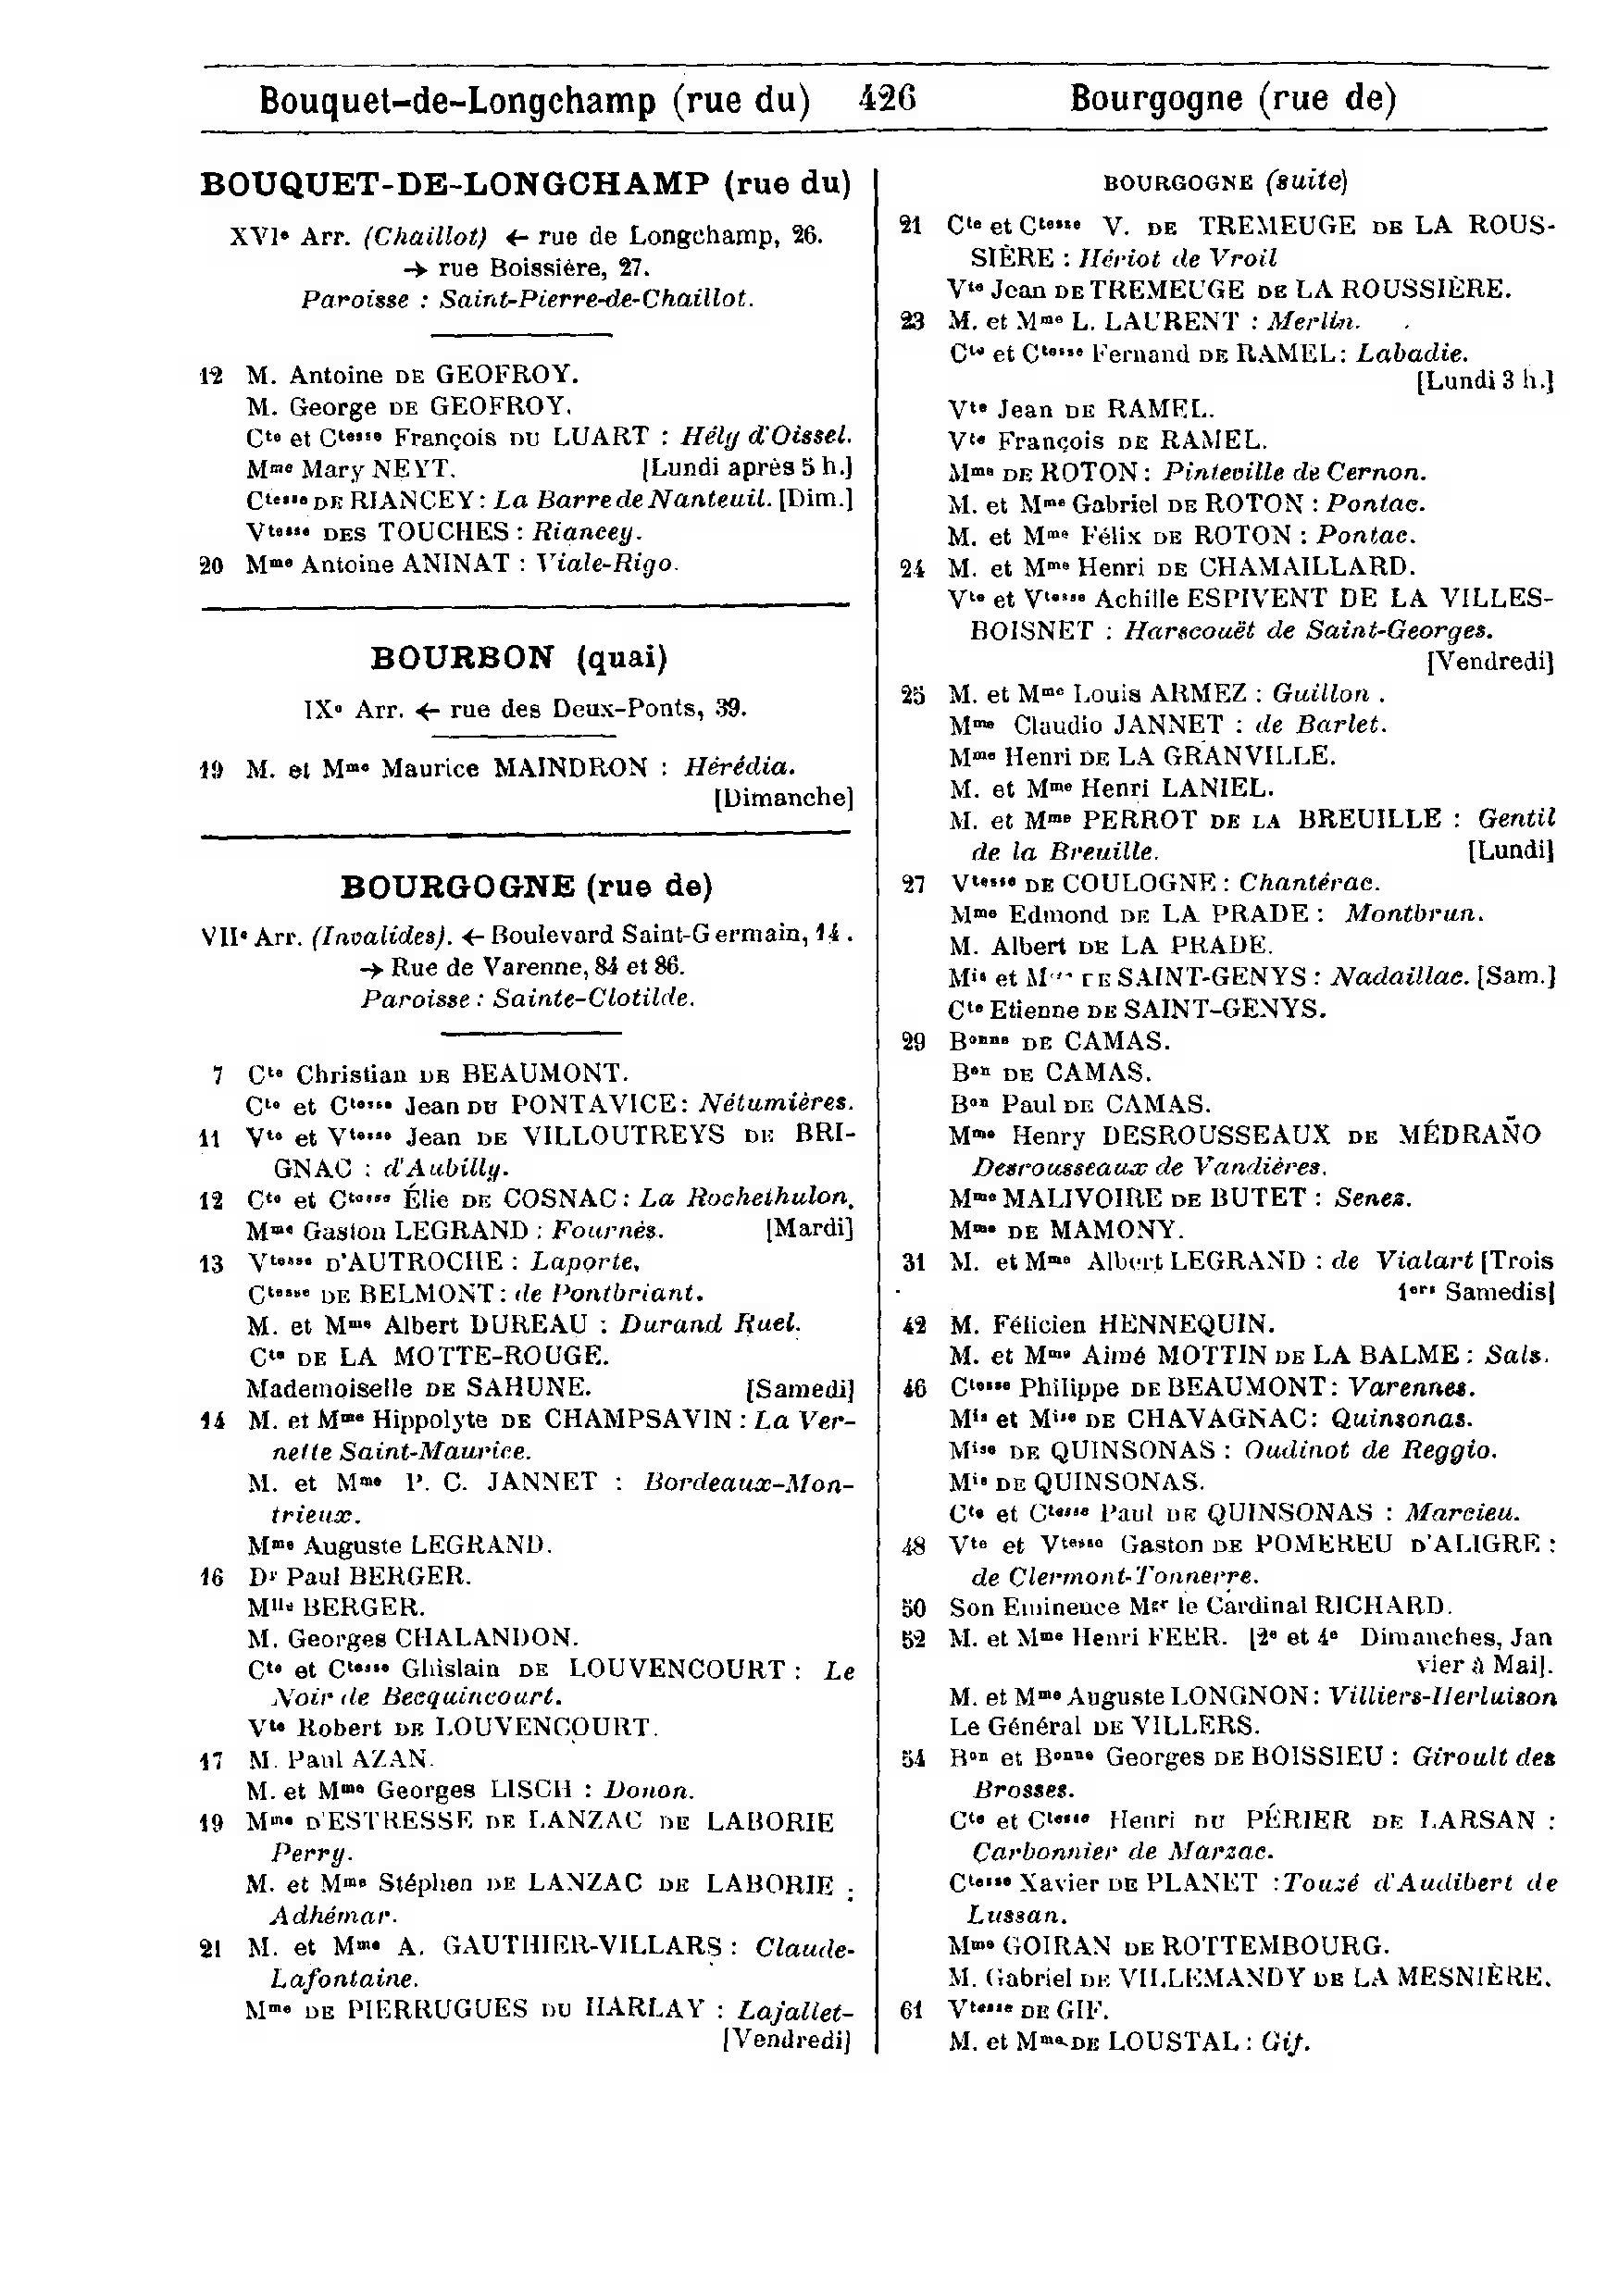 Bouquet-de-Longchamp (rue du) 426 Bourgogne (rue de)
BOUQUET-DE-LONGCHAMP (rue du)
XVIe Arr. (Chaillot) ← rue de Longchamp, 26.
→ rue Boissière, 27.
Paroisse : Saint-Pierre-de-Chaillot.
12 M. Antoine DE GEOFROY.
M. George DE GEOFROY.
Cte et Ctesse François DU LUART : Hély d'Oissel.
Mme Mary NEYT. [Lundi après 5 h.]
Ctesse DE RIANCEY : La Barre de Nanteuil. [Dim.]
Vtesse DES TOUCHES : Riancey.
20 Mme Antoine ANINAT : Viale-Rigo.
BOURBON (quai)
IXe Arr. ← rue des Deux-Ponts, 39.
19 M. et Mme Maurice MAINDRON : Hérédia.
[Dimanche]
BOURGOGNE (rue de)
VIIe Arr. (Invalides). ← Boulevard Saint-Germain, 14.
→ Rue de Varenne, 84 et 86.
Paroisse : Sainte-Clotilde.
7 Cte Christian DE BEAUMONT.
Cte et Ctesse Jean DU PONTAVICE : Nétumières.
11 Vte et Vtesse Jean DE VILLOUTREYS DE BRI-
GNAC : d'Aubilly.
12 Cte et Ctesse Élie DE COSNAC : La Rochethulon.
Mme Gaston LEGRAND : Fournès. [Mardi]
13 Vtesse D'AUTROCHE : Laporte.
Ctesse DE BELMONT : de Pontbriant.
M. et Mme Albert DUREAU : Durand Ruel.
Cte DE LA MOTTE-ROUGE.
Mademoiselle DE SAHUNE. [Samedi]
14 M. et Mme Hippolyte DE CHAMPSAVIN : La Ver-
nette Saint-Maurice.
M. et Mme P. C. JANNET : Bordeaux-Mon-
trieux.
Mme Auguste LEGRAND.
16 Dr Paul BERGER.
Mlle BERGER.
M. Georges CHALANDON.
Cte et Ctesse Ghislain DE LOUVENCOURT : Le
Noir de Becquincourt.
Vte Robert DE LOUVENCOURT.
17 M. Paul AZAN.
M. et Mme Georges LISCH : Donon.
19 Mme D'ESTRESSE DE LANZAC DE LABORIE
Perry.
M. et Mme Stéphen DE LANZAC DE LABORIE :
Adhémar.
21 M. et Mme A. GAUTHIER-VILLARS : Claude-
Lafontaine.
Mme DE PIERRUGUES DU HARLAY : Lajallet-
[Vendredi]
BOURGOGNE (suite)
21 Cte et Ctesse V. DE TREMEUGE DE LA ROUS-
SIÈRE : Hériot de Vroil
Vte Jean DE TREMEUGE DE LA ROUSSIÈRE.
23 M. et Mme L. LAURENT : Merlin.
Cte et Ctesse Fernand DE RAMEL : Labadie.
[Lundi 3 h.]
Vte Jean DE RAMEL.
Vte François DE RAMEL.
Mme DE ROTON : Pinteville de Cernon.
M. et Mme Gabriel DE ROTON : Pontac.
M. et Mme Félix DE ROTON : Pontac.
24 M. et Mme Henri DE CHAMAILLARD.
Vte et Vtesse Achille ESPIVENT DE LA VILLES-
BOISNET : Harscouët de Saint-Georges.
[Vendredi]
25 M. et Mme Louis ARMEZ : Guillon .
Mme Claudio JANNET : de Barlet.
Mme Henri DE LA GRANVILLE.
M. et Mme Henri LANIEL.
M. et Mme PERROT DE LA BREUILLE : Gentil
de la Breuille. [Lundi]
27 Vtesse DE COULOGNE : Chantérac.
Mme Edmond DE LA PRADE : Montbrun.
M. Albert DE LA PRADE.
Mis et Mise DE SAINT-GENYS : Nadaillac. [Sam.]
Cte Etienne DE SAINT-GENYS.
29 Bonne DE CAMAS.
Bon DE CAMAS.
Bon Paul DE CAMAS.
Mme Henry DESROUSSEAUX DE MÉDRAÑO
Desrousseaux de Vandières.
Mme MALIVOIRE DE BUTET : Senez.
Mme DE MAMONY.
31 M. et Mme Albert LEGRAND : de Vialart [Trois
1ers Samedis]
42 M. Félicien HENNEQUIN.
M. et Mme Aimé MOTTIN DE LA BALME : Sals.
46 Ctesse Philippe DE BEAUMONT : Varennes.
Mis et Mise DE CHAVAGNAC : Quinsonas.
Mise DE QUINSONAS : Oudinot de Reggio.
Mis DE QUINSONAS.
Cte et Ctesse Paul DE QUINSONAS : Marcieu.
48 Vte et Vtesse Gaston DE POMEREU D'ALIGRE :
de Clermont-Tonnerre.
50 Son Eminence Mgr le Cardinal RICHARD.
52 M. et Mme Henri FEER. [2e et 4e Dimanches, Jan
vier à Mai].
M. et Mme Auguste LONGNON : Villiers-Herluison
Le Général DE VILLERS.
54 Bon et Bonne Georges DE BOISSIEU : Giroult des
Brosses.
Cte et Ctesse Henri DU PÉRIER DE LARSAN :
Carbonnier de Marzac.
Ctesse Xavier DE PLANET : Touzé d'Audibert de
Lussan.
Mme GOIRAN DE ROTTEMBOURG.
M. Gabriel DE VILLEMANDY DE LA MESNIÈRE.
61 Vtesse DE GIF.
M. et Mme DE LOUSTAL : Gif.